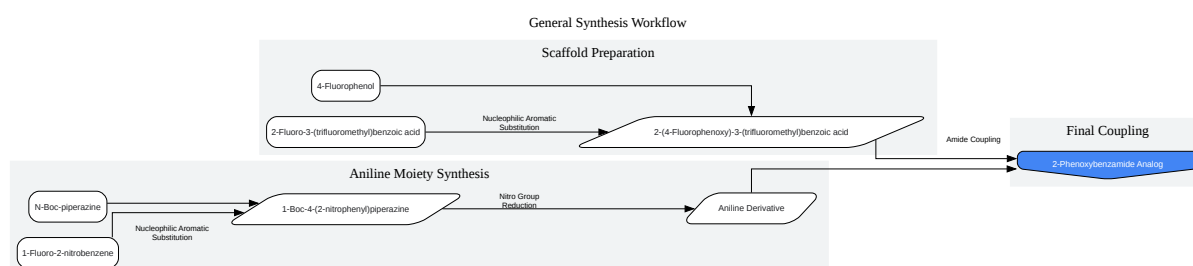 General Synthesis Workflow
Scaffold Preparation
4-Fluorophenol
2-Fluoro-3-(trifluoromethyl)benzoic acid
Nucleophilic Aromatic
Substitution
2-(4-Fluorophenoxy)-3-(trifluoromethyl)benzoic acid
Amide Coupling
Final Coupling
2-Phenoxybenzamide Analog
Aniline Moiety Synthesis
N-Boc-piperazine
1-Fluoro-2-nitrobenzene
Nucleophilic Aromatic
Substitution
1-Boc-4-(2-nitrophenyl)piperazine
Nitro Group
Reduction
Aniline Derivative